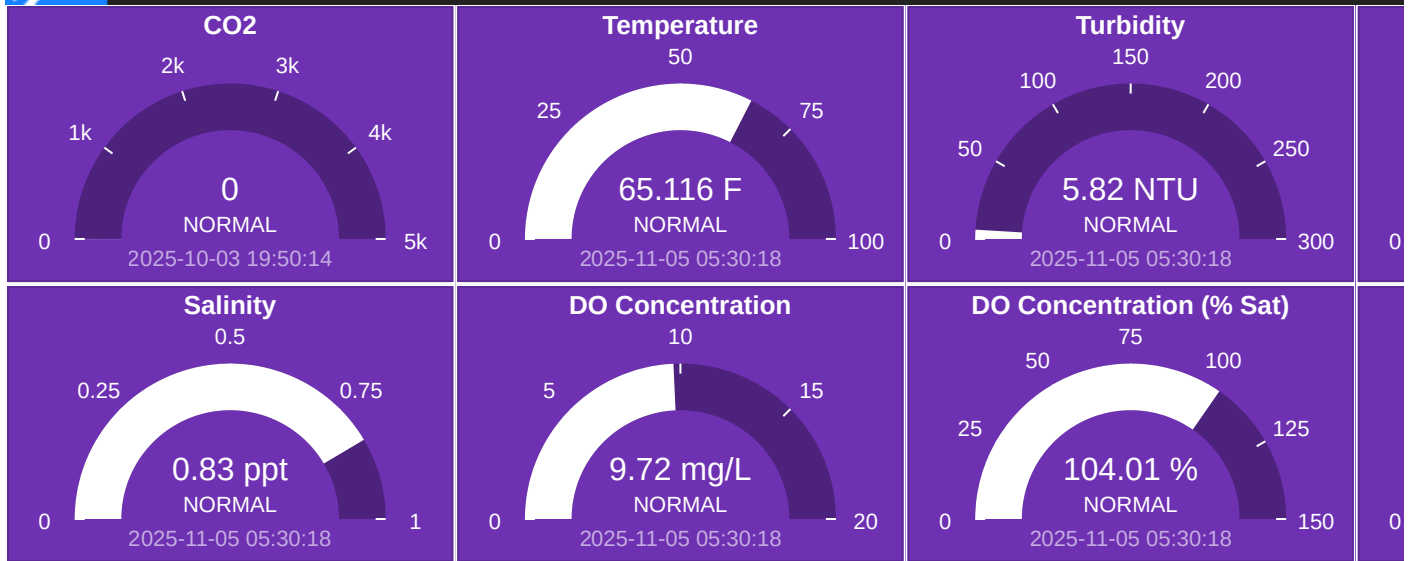 CO2
2k
3k
1k
4k
0
NORMAL
0
5k
2025-10-03 19:50:14
Temperature
50
25
75
65.116 F
NORMAL
0
100
2025-11-05 05:30:18
Turbidity
150
100
200
50
250
5.82 NTU
NORMAL
0
300
2025-11-05 05:30:18
0
Salinity
0.5
0.25
0.75
0.83 ppt
NORMAL
0
1
2025-11-05 05:30:18
DO Concentration
10
5
15
9.72 mg/L
NORMAL
0
20
2025-11-05 05:30:18
DO Concentration (% Sat)
75
50
100
25
125
104.01 %
NORMAL
0
150
2025-11-05 05:30:18
0